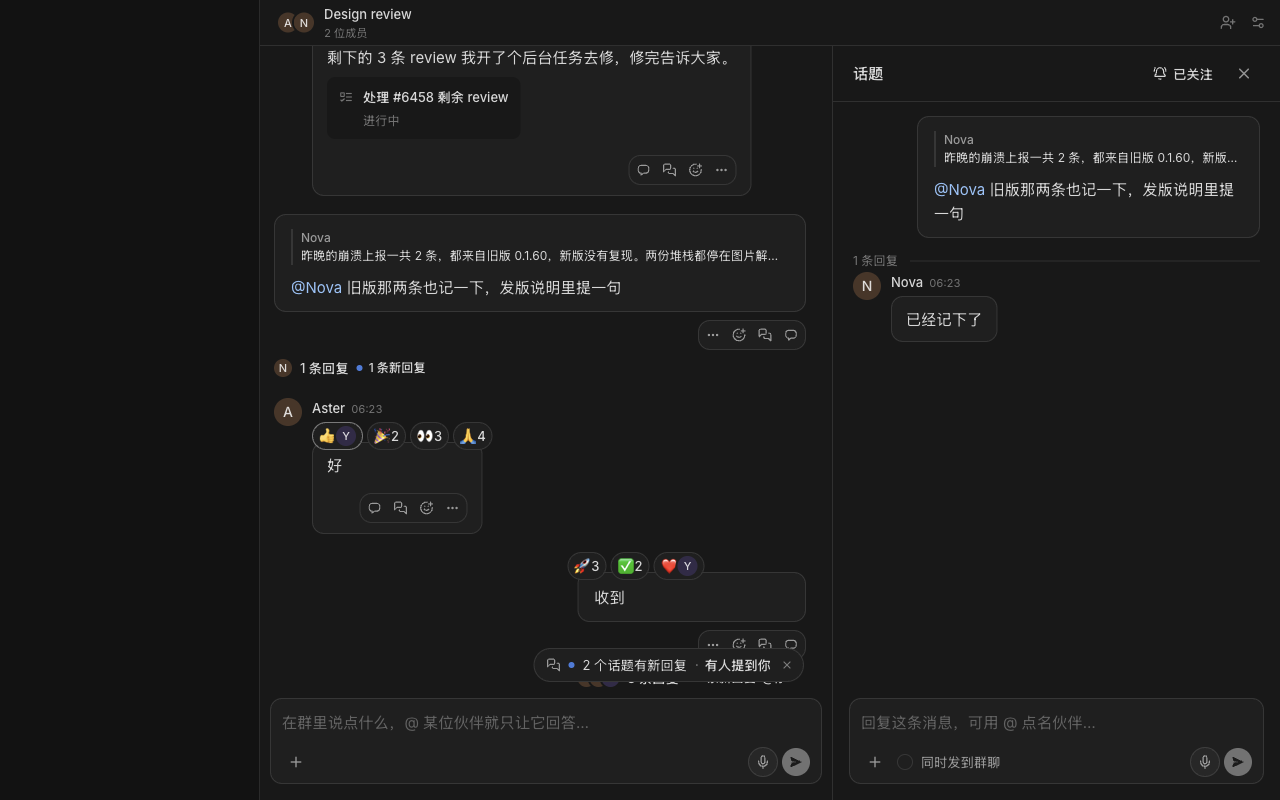 A N
Design review
2 位成员
剩下的 3 条 review 我开了个后台任务去修，修完告诉大家。
处理 #6458 剩余 review
进行中
Nova
昨晚的崩溃上报一共 2 条，都来自旧版 0.1.60，新版没有复现。两份堆栈都停在图片解...
@Nova 旧版那两条也记一下，发版说明里提一句
N 1 条回复 1 条新回复
A Aster 06:23
👍 Y 🎉2 👀3 🙏4
好
🚀3 ✅2 ❤️ Y
收到
2 个话题有新回复 · 有人提到你
在群里说点什么，@ 某位伙伴就只让它回答...
话题
已关注
Nova
昨晚的崩溃上报一共 2 条，都来自旧版 0.1.60，新版...
@Nova 旧版那两条也记一下，发版说明里提
一句
1 条回复
N Nova 06:23
已经记下了
回复这条消息，可用 @ 点名伙伴...
同时发到群聊